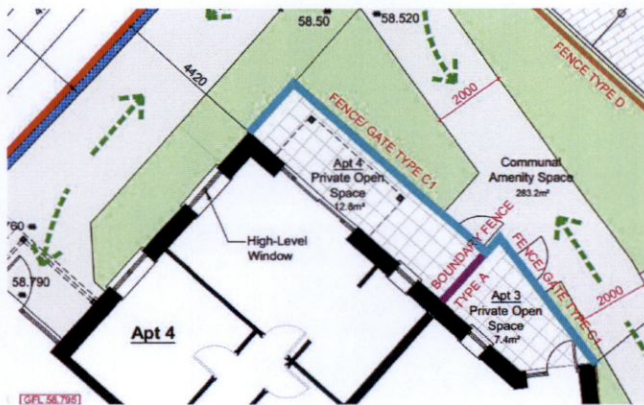 58.50
58.520
4420
2000
FENCE TYPE D
FENCE/ GATE TYPE C1
Apt 4
Private Open
Space
12.8m²
Communal
Amenity Space
283.2m²
High-Level
Window
BOUNDARY FENCE
TYPE A
FENCE/GATE TYPE C1
58.790
Apt 4
Apt 3
Private Open
Space
7.4m²
2000
GFL 58.795